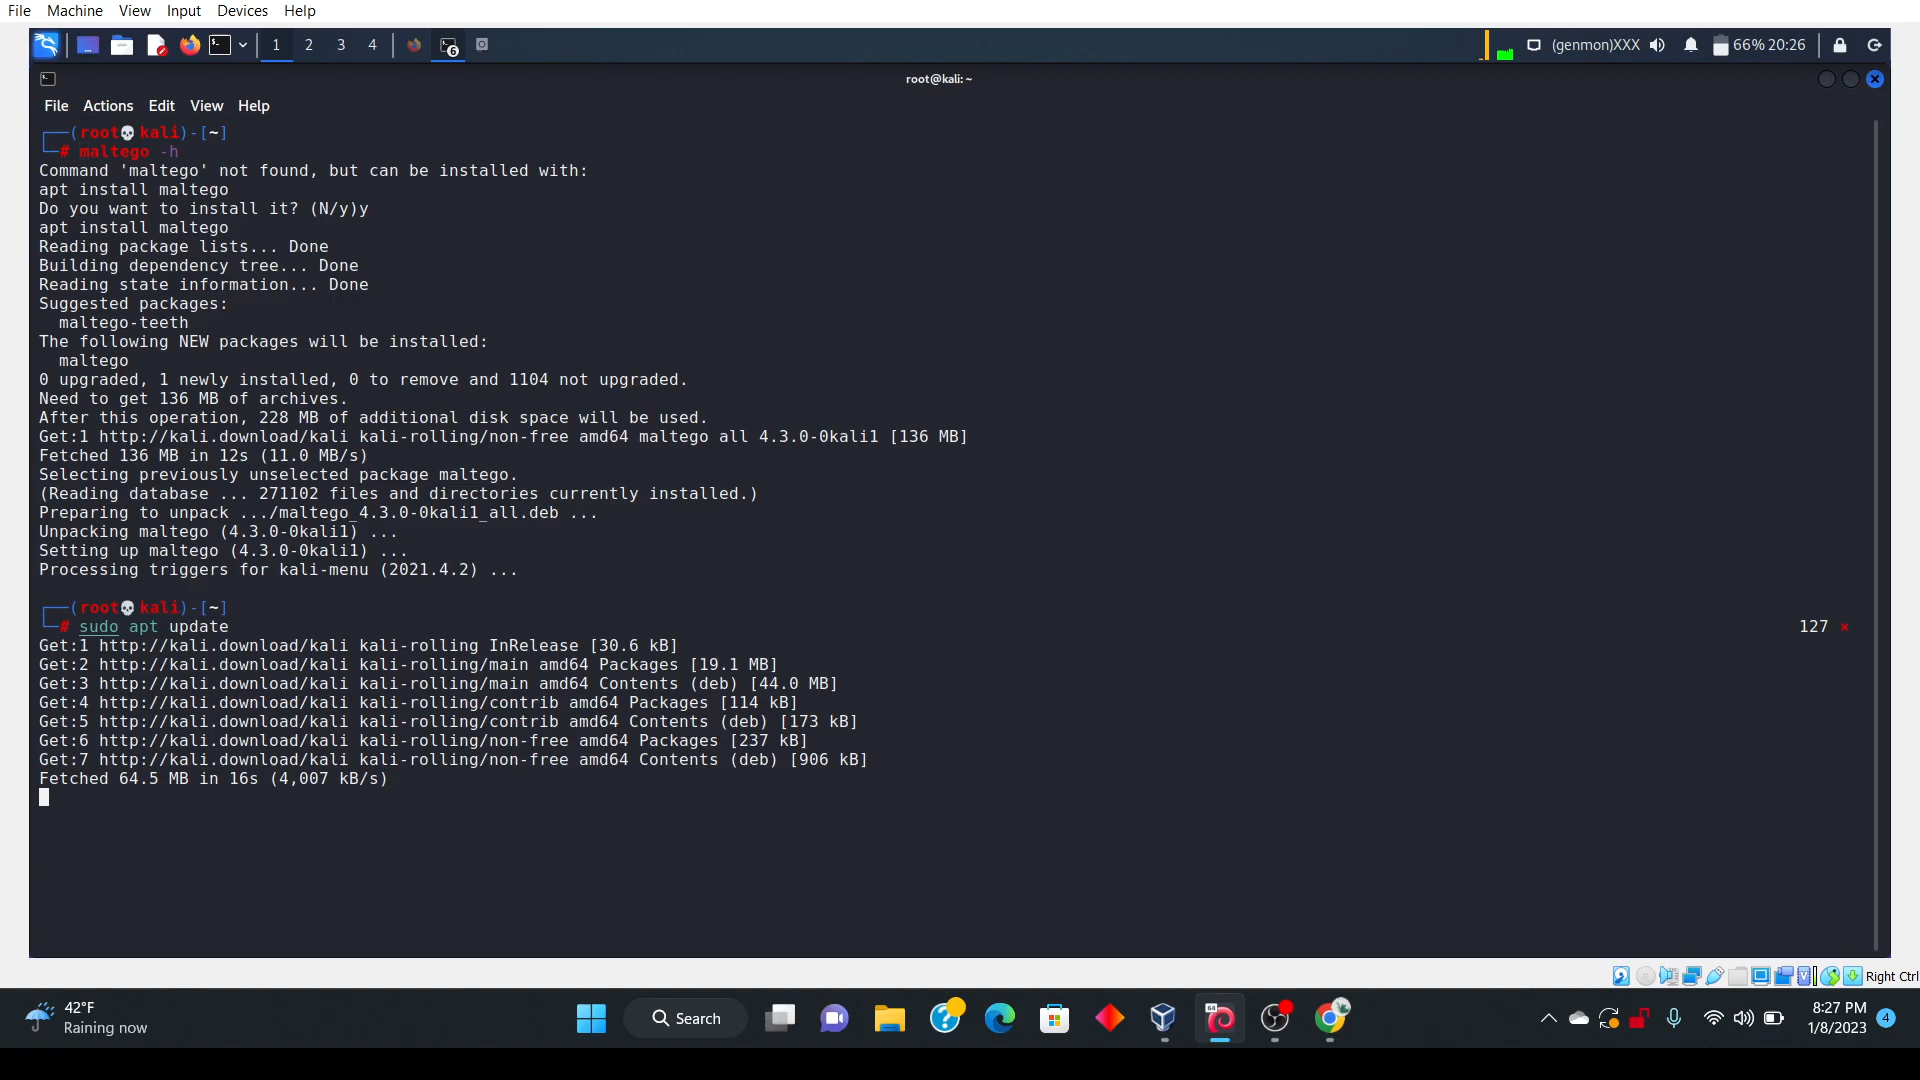 File Machine View Input Devices Help
1 2 3 4 6 (genmon)XXX 66% 20:26
root@kali: ~
File Actions Edit View Help
┌──(root💀kali)-[~]
└─# maltego -h
Command 'maltego' not found, but can be installed with:
apt install maltego
Do you want to install it? (N/y)y
apt install maltego
Reading package lists... Done
Building dependency tree... Done
Reading state information... Done
Suggested packages:
  maltego-teeth
The following NEW packages will be installed:
  maltego
0 upgraded, 1 newly installed, 0 to remove and 1104 not upgraded.
Need to get 136 MB of archives.
After this operation, 228 MB of additional disk space will be used.
Get:1 http://kali.download/kali kali-rolling/non-free amd64 maltego all 4.3.0-0kali1 [136 MB]
Fetched 136 MB in 12s (11.0 MB/s)
Selecting previously unselected package maltego.
(Reading database ... 271102 files and directories currently installed.)
Preparing to unpack .../maltego_4.3.0-0kali1_all.deb ...
Unpacking maltego (4.3.0-0kali1) ...
Setting up maltego (4.3.0-0kali1) ...
Processing triggers for kali-menu (2021.4.2) ...
┌──(root💀kali)-[~]
└─# sudo apt update 127 ×
Get:1 http://kali.download/kali kali-rolling InRelease [30.6 kB]
Get:2 http://kali.download/kali kali-rolling/main amd64 Packages [19.1 MB]
Get:3 http://kali.download/kali kali-rolling/main amd64 Contents (deb) [44.0 MB]
Get:4 http://kali.download/kali kali-rolling/contrib amd64 Packages [114 kB]
Get:5 http://kali.download/kali kali-rolling/contrib amd64 Contents (deb) [173 kB]
Get:6 http://kali.download/kali kali-rolling/non-free amd64 Packages [237 kB]
Get:7 http://kali.download/kali kali-rolling/non-free amd64 Contents (deb) [906 kB]
Fetched 64.5 MB in 16s (4,007 kB/s)
Right Ctrl
42°F
Raining now
Search
64
8:27 PM
1/8/2023
4